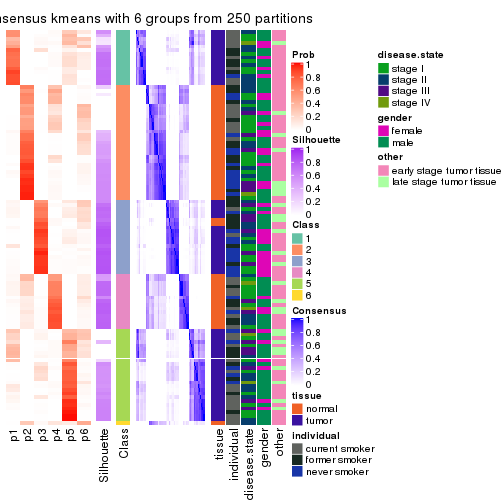 nsensus kmeans with 6 groups from 250 partitions
Prob
1
0.8
0.6
0.4
0.2
0
Silhouette
1
0.8
0.6
0.4
0.2
0
Class
1
2
3
4
5
6
Consensus
1
0.8
0.6
0.4
0.2
0
tissue
normal
tumor
individual
current smoker
former smoker
never smoker
disease.state
stage I
stage II
stage III
stage IV
gender
female
male
other
early stage tumor tissue
late stage tumor tissue
p1
p2
p3
p4
p5
p6
Silhouette
Class
tissue
individual
disease.state
gender
other